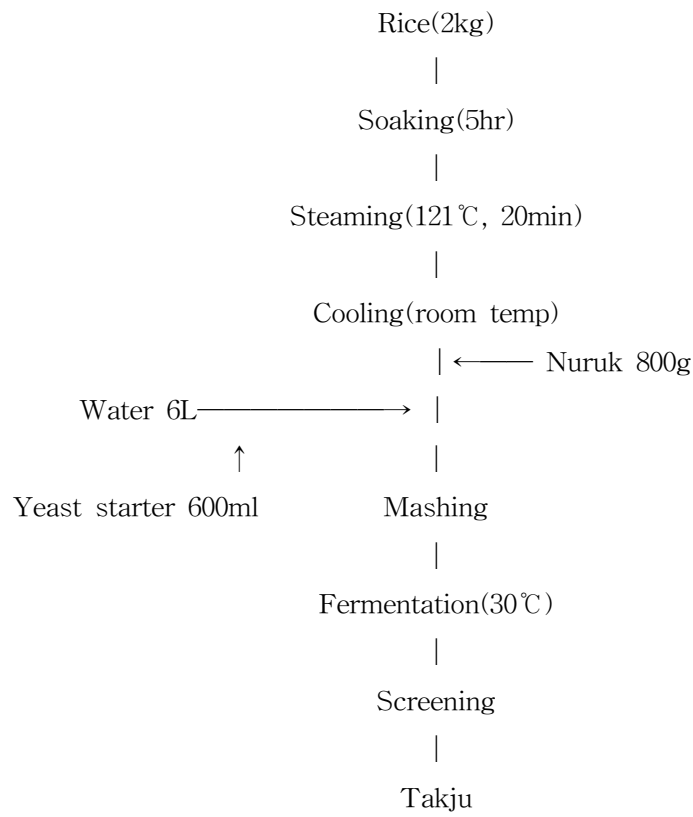 Rice(2kg)
Soaking(5hr)
Steaming(121℃, 20min)
Cooling(room temp)
Nuruk 800g
Water 6L
Yeast starter 600ml
Mashing
Fermentation(30℃)
Screening
Takju